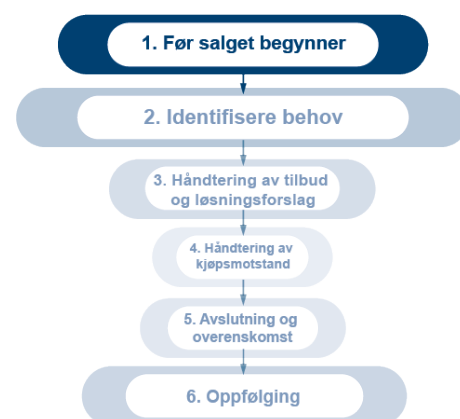 1. Før salget begynner
2. Identifisere behov
3. Håndtering av tilbud
og løsningsforslag
4. Håndtering av
kjøpsmotstand
5. Avslutning og
overenskomst
6. Oppfølging